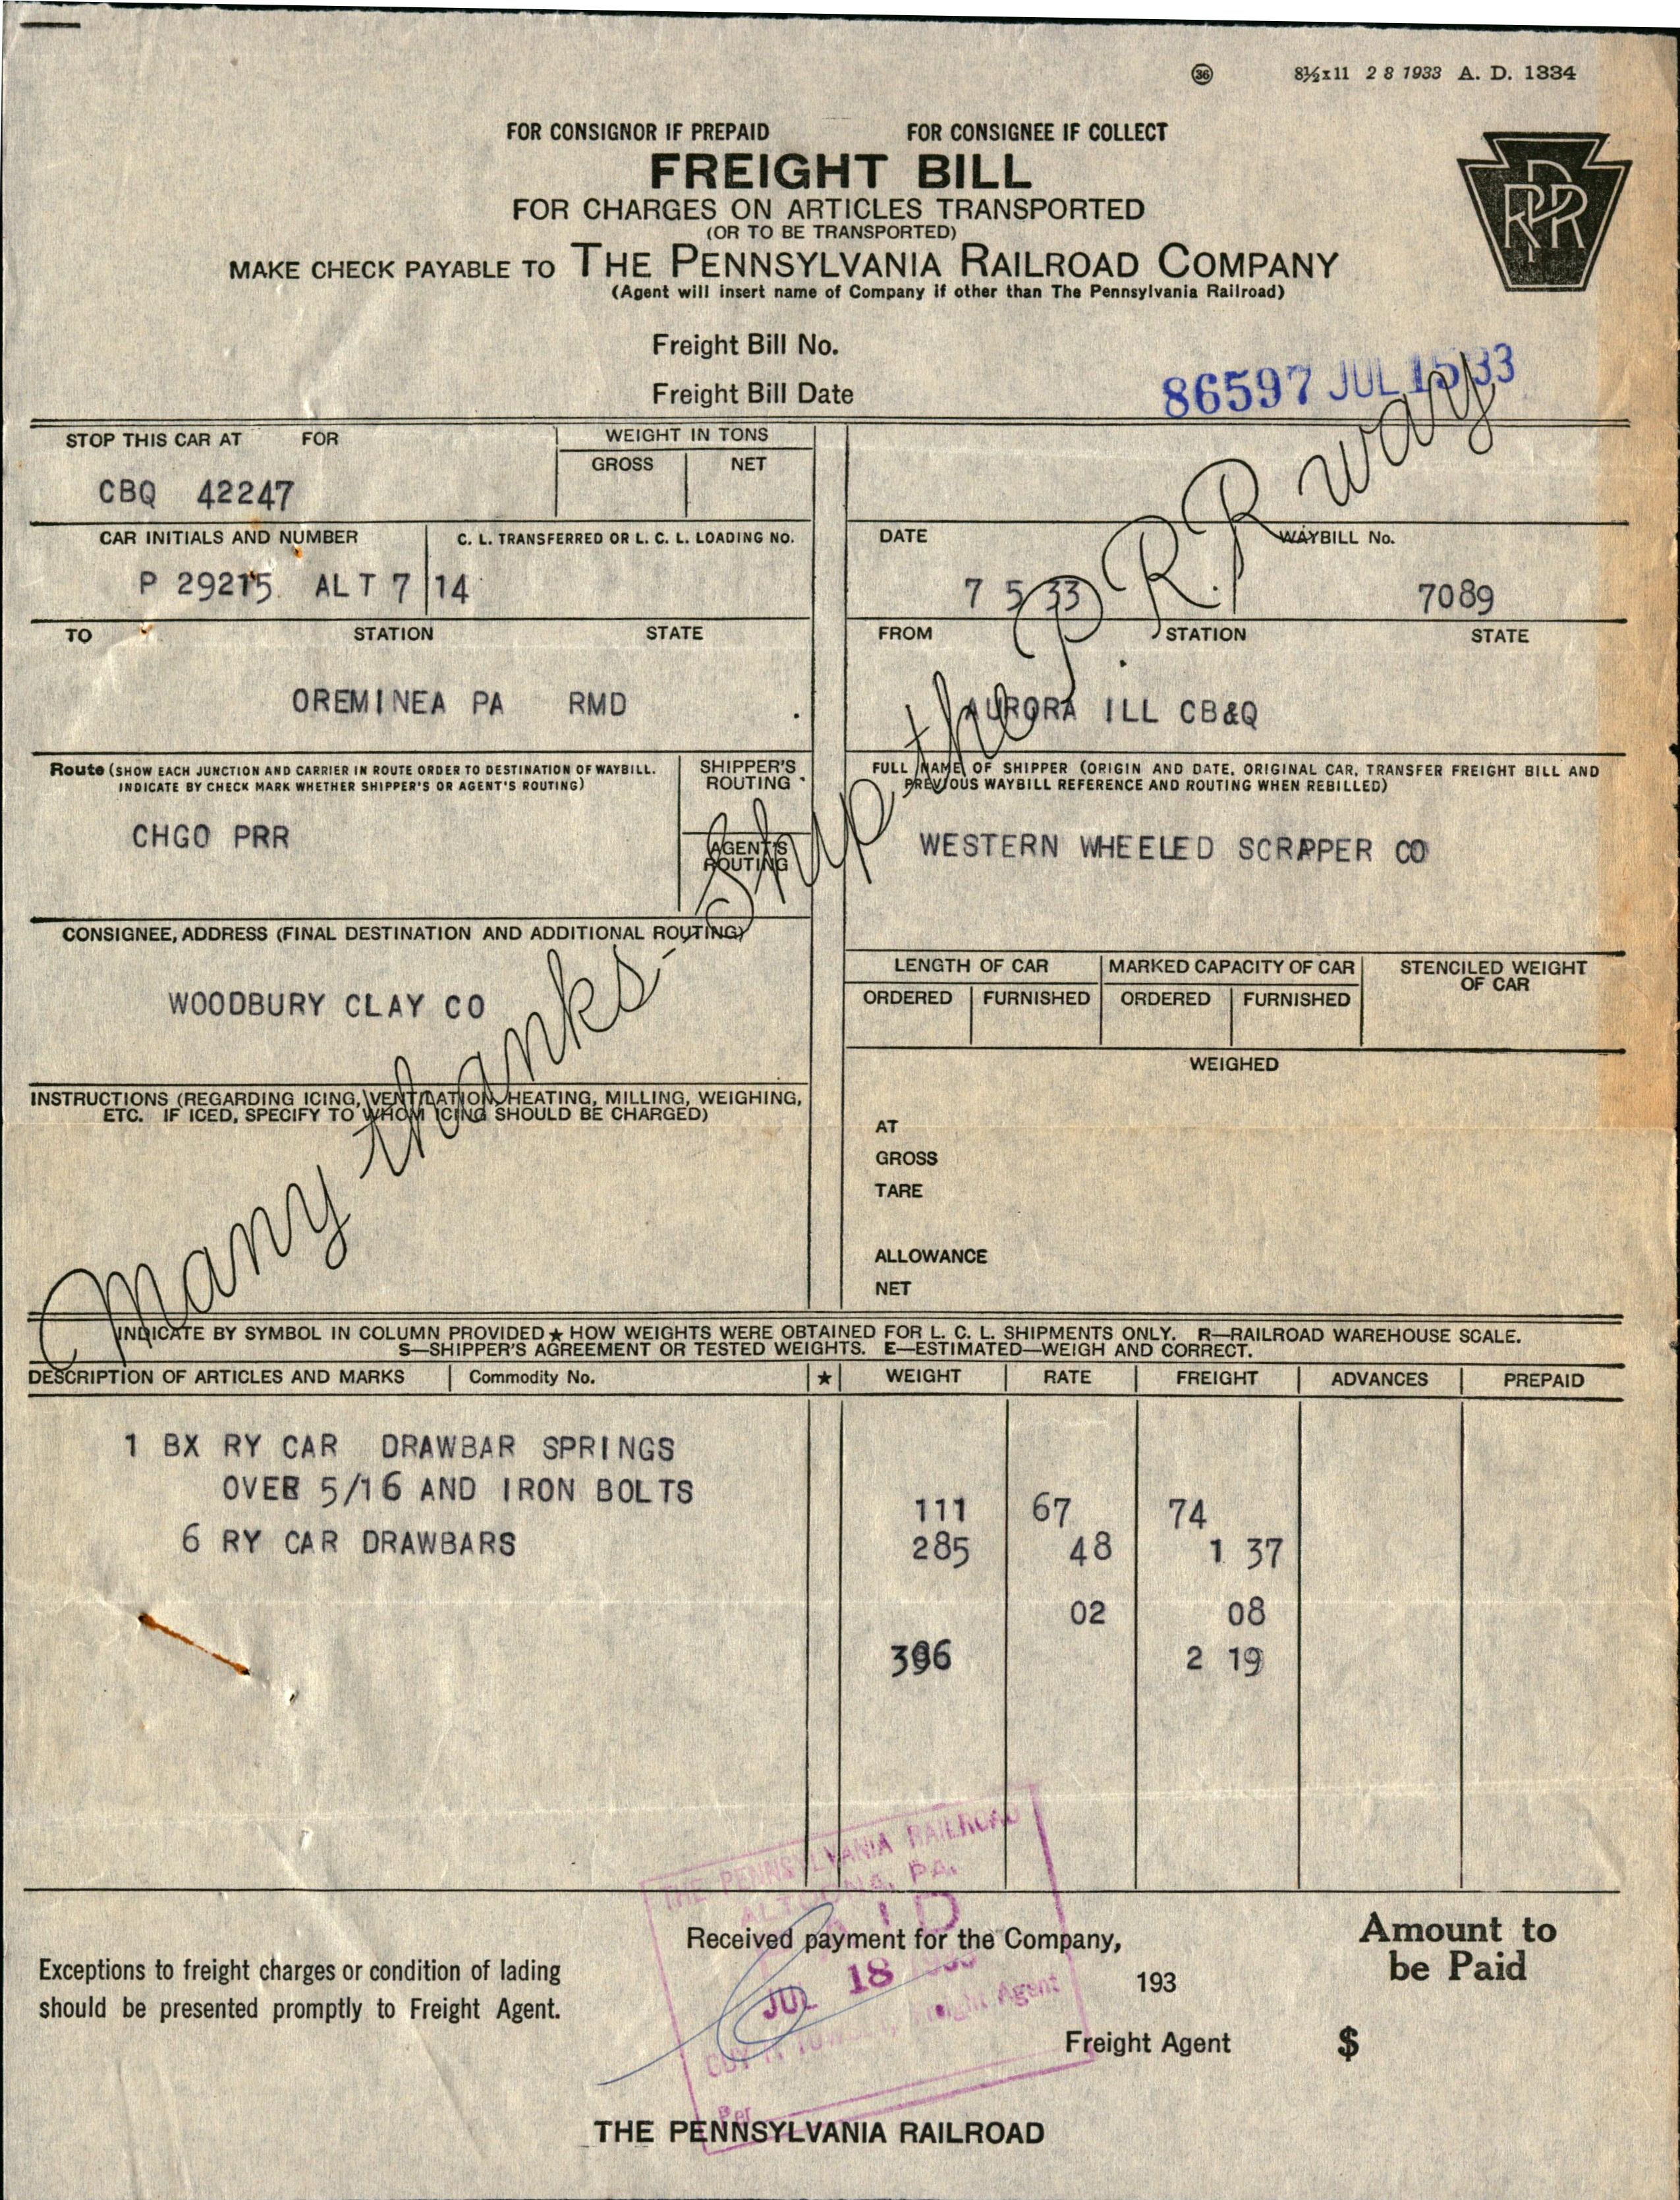 36 8½x11 2 8 1933 A. D. 1334
FOR CONSIGNOR IF PREPAID FOR CONSIGNEE IF COLLECT
FREIGHT BILL
FOR CHARGES ON ARTICLES TRANSPORTED
(OR TO BE TRANSPORTED)
MAKE CHECK PAYABLE TO THE PENNSYLVANIA RAILROAD COMPANY
(Agent will insert name of Company if other than The Pennsylvania Railroad)
PRR
Freight Bill No.
Freight Bill Date
86597 JUL 15 33
STOP THIS CAR AT FOR
WEIGHT IN TONS
GROSS NET
CBQ 42247
CAR INITIALS AND NUMBER C. L. TRANSFERRED OR L. C. L. LOADING NO.
P 29215 ALT 7 14
DATE WAYBILL No.
7 5 33 7089
TO STATION STATE
OREMINEA PA RMD
FROM STATION STATE
AURORA ILL CB&Q
Route (SHOW EACH JUNCTION AND CARRIER IN ROUTE ORDER TO DESTINATION OF WAYBILL.
INDICATE BY CHECK MARK WHETHER SHIPPER'S OR AGENT'S ROUTING)
SHIPPER'S
ROUTING
CHGO PRR
AGENT'S
ROUTING
FULL NAME OF SHIPPER (ORIGIN AND DATE, ORIGINAL CAR, TRANSFER FREIGHT BILL AND
PREVIOUS WAYBILL REFERENCE AND ROUTING WHEN REBILLED)
WESTERN WHEELED SCRAPER CO
CONSIGNEE, ADDRESS (FINAL DESTINATION AND ADDITIONAL ROUTING)
WOODBURY CLAY CO
LENGTH OF CAR MARKED CAPACITY OF CAR STENCILED WEIGHT
OF CAR
ORDERED FURNISHED ORDERED FURNISHED
WEIGHED
INSTRUCTIONS (REGARDING ICING, VENTILATION, HEATING, MILLING, WEIGHING,
ETC. IF ICED, SPECIFY TO WHOM ICING SHOULD BE CHARGED)
AT
GROSS
TARE
ALLOWANCE
NET
Many thanks - Ship the P. R.R way
INDICATE BY SYMBOL IN COLUMN PROVIDED ★ HOW WEIGHTS WERE OBTAINED FOR L. C. L. SHIPMENTS ONLY. R—RAILROAD WAREHOUSE SCALE.
S—SHIPPER'S AGREEMENT OR TESTED WEIGHTS. E—ESTIMATED—WEIGH AND CORRECT.
DESCRIPTION OF ARTICLES AND MARKS Commodity No. ★ WEIGHT RATE FREIGHT ADVANCES PREPAID
1 BX RY CAR DRAWBAR SPRINGS
OVER 5/16 AND IRON BOLTS
111 67 74
6 RY CAR DRAWBARS 285 48 1 37
02 08
396 2 19
THE PENNSYLVANIA RAILROAD
ALTOONA, PA.
PAID
JUL 18
Freight Agent
Per
Received payment for the Company,
193
Freight Agent
Exceptions to freight charges or condition of lading
should be presented promptly to Freight Agent.
Amount to
be Paid
$
THE PENNSYLVANIA RAILROAD